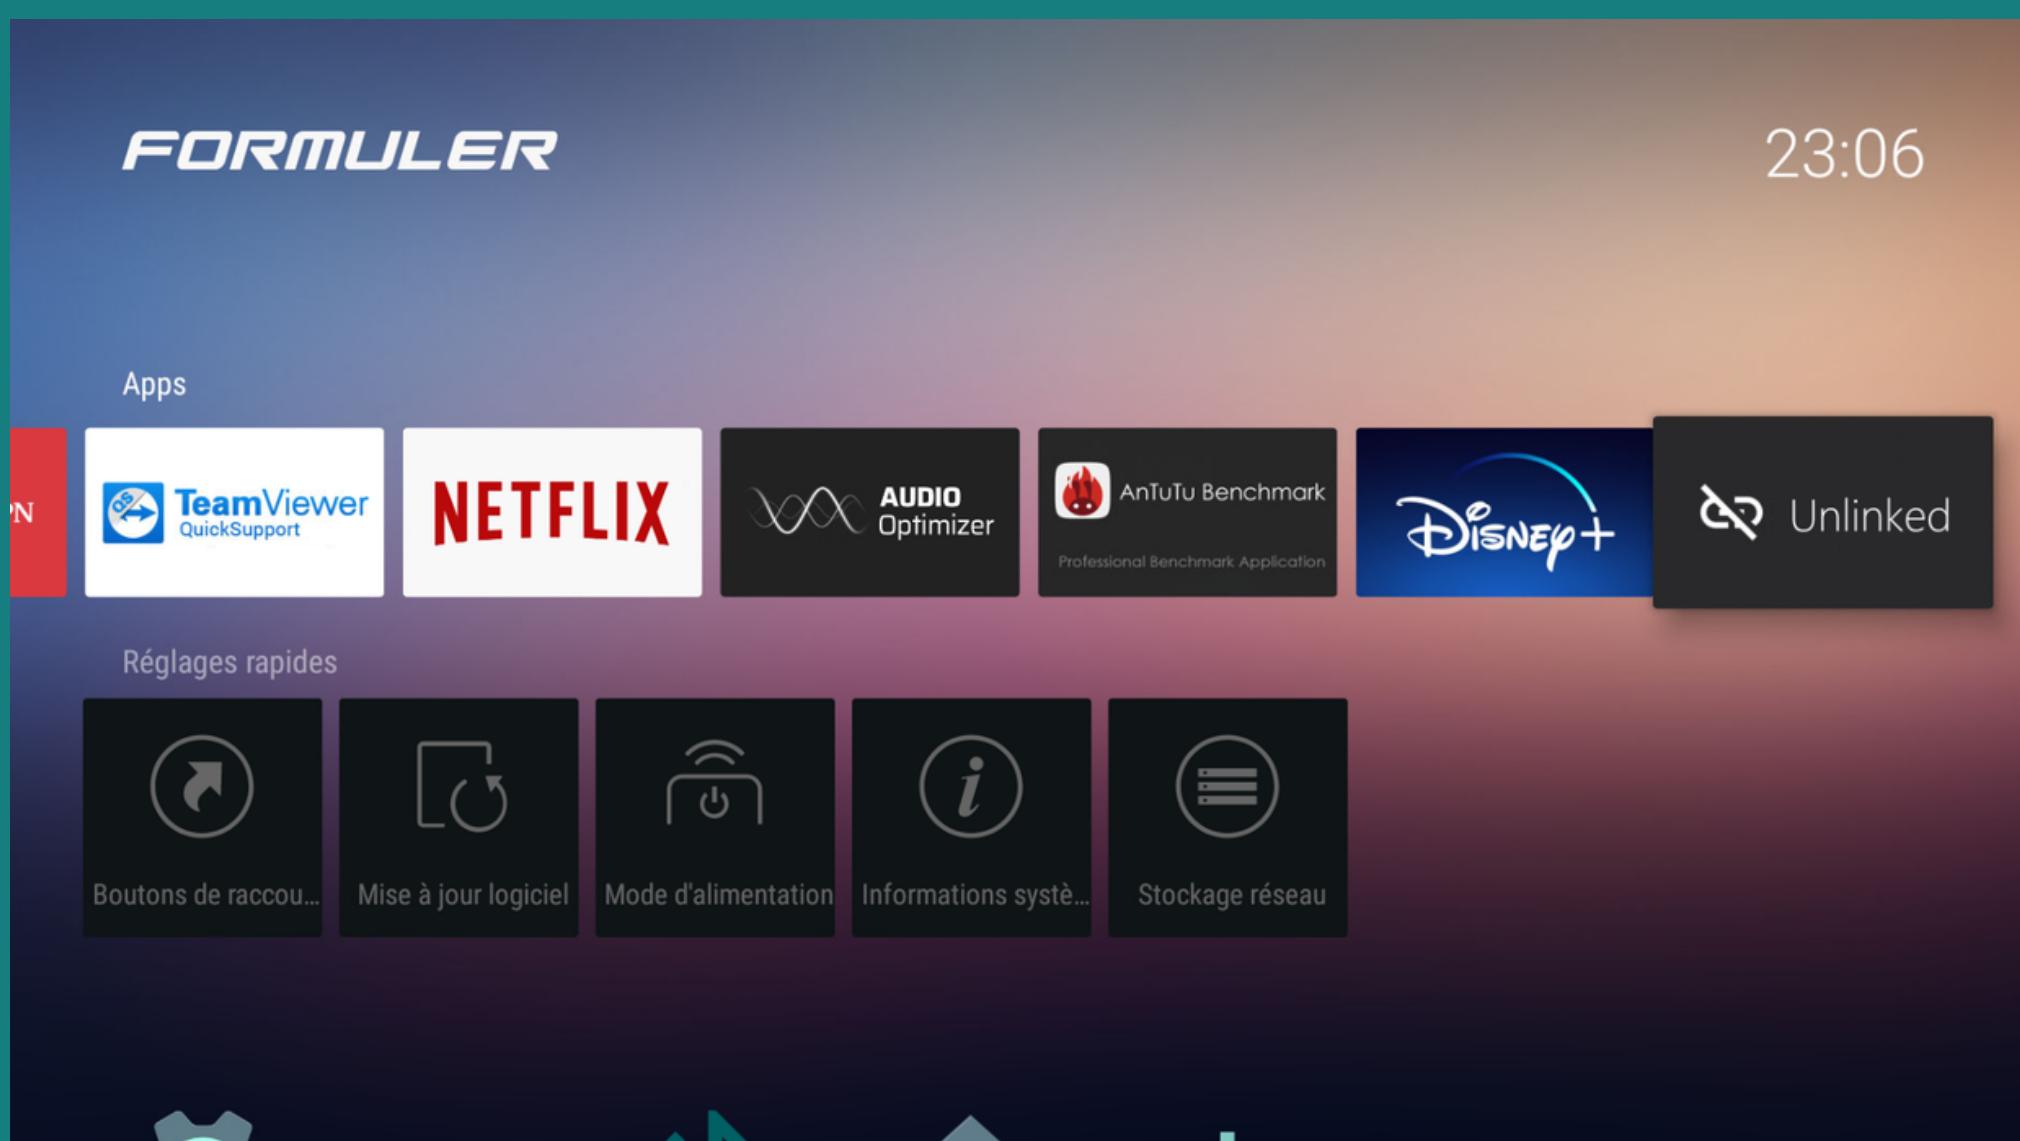 FORMULER
23:06
Apps
TeamViewer
QuickSupport
NETFLIX
AUDIO
Optimizer
AnTuTu Benchmark
Professional Benchmark Application
Disney+
Unlinked
Réglages rapides
Boutons de raccou...
Mise à jour logiciel
Mode d'alimentation
Informations systè...
Stockage réseau